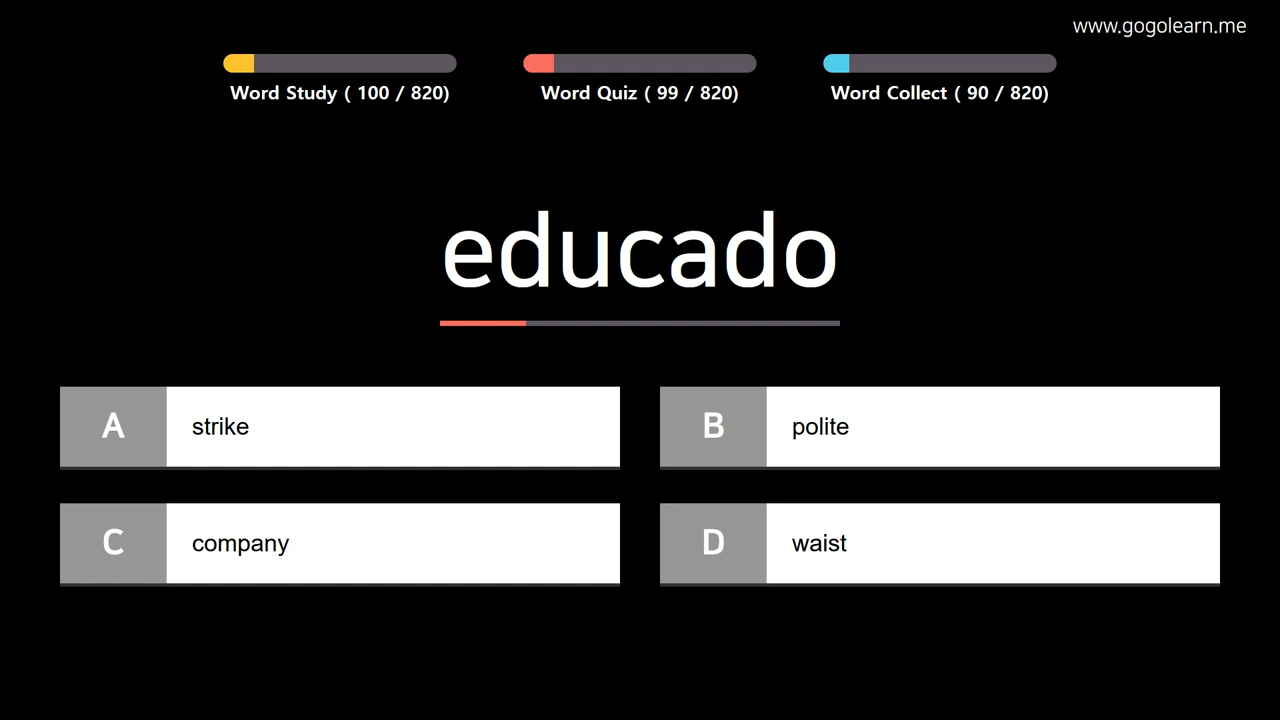 www.gogolearn.me
Word Study ( 100 / 820)
Word Quiz ( 99 / 820)
Word Collect ( 90 / 820)
educado
A strike
B polite
C company
D waist